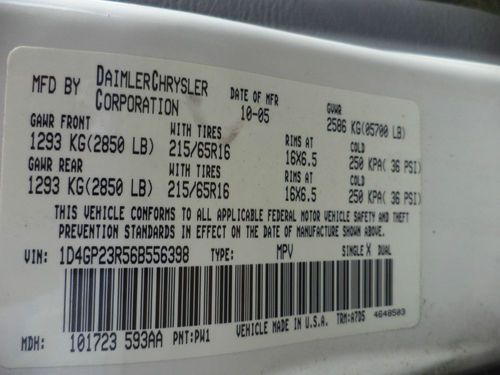 MFD BY DAIMLERCHRYSLER CORPORATION DATE OF MFR 10-05 GVWR 2586 KG(05700 LB)
GAWR FRONT WITH TIRES RIMS AT COLD
1293 KG(2850 LB) 215/65R16 16X6.5 250 KPA( 36 PSI)
GAWR REAR WITH TIRES RIMS AT COLD
1293 KG(2850 LB) 215/65R16 16X6.5 250 KPA( 36 PSI)
THIS VEHICLE CONFORMS TO ALL APPLICABLE FEDERAL MOTOR VEHICLE SAFETY AND THEFT
PREVENTION STANDARDS IN EFFECT ON THE DATE OF MANUFACTURE SHOWN ABOVE.
VIN: 1D4GP23R56B556398 TYPE: MPV SINGLE X DUAL
MDH: 101723 593AA PNT:PW1 VEHICLE MADE IN U.S.A. TRM:A7DS 4648503